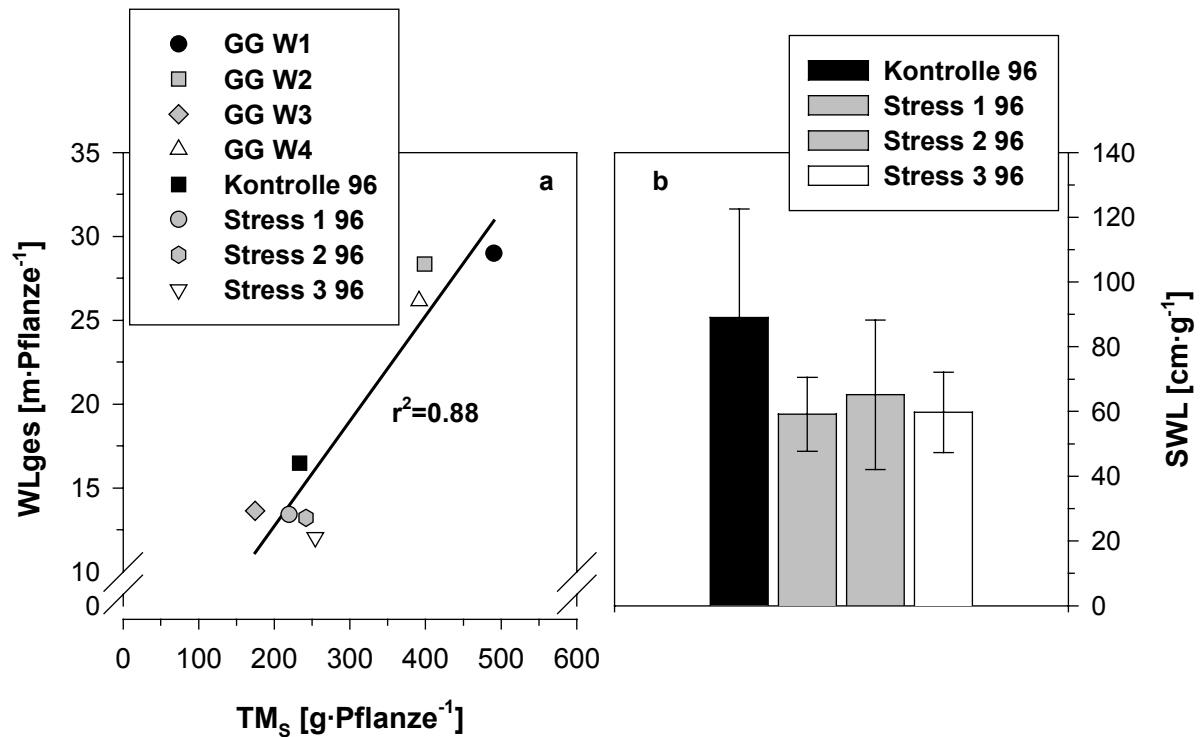 GG W1
GG W2
GG W3
GG W4
Kontrolle 96
Stress 1 96
Stress 2 96
Stress 3 96
Kontrolle 96
Stress 1 96
Stress 2 96
Stress 3 96
a
b
35
30
25
20
15
10
0
WLges [m·Pflanze⁻¹]
r²=0.88
0 100 200 300 400 500 600
TM_S [g·Pflanze⁻¹]
140
120
100
80
60
40
20
0
SWL [cm·g⁻¹]